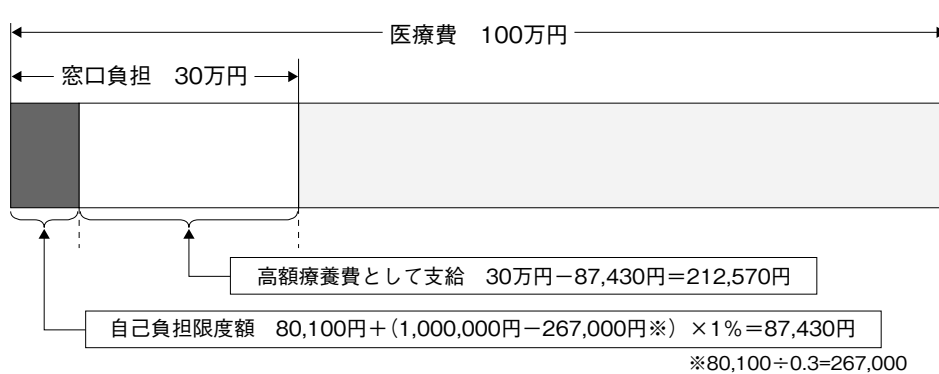 医療費　100万円
窓口負担　30万円
高額療養費として支給　30万円－87,430円＝212,570円
自己負担限度額　80,100円＋（1,000,000円－267,000円※）×1％＝87,430円
※80,100÷0.3=267,000